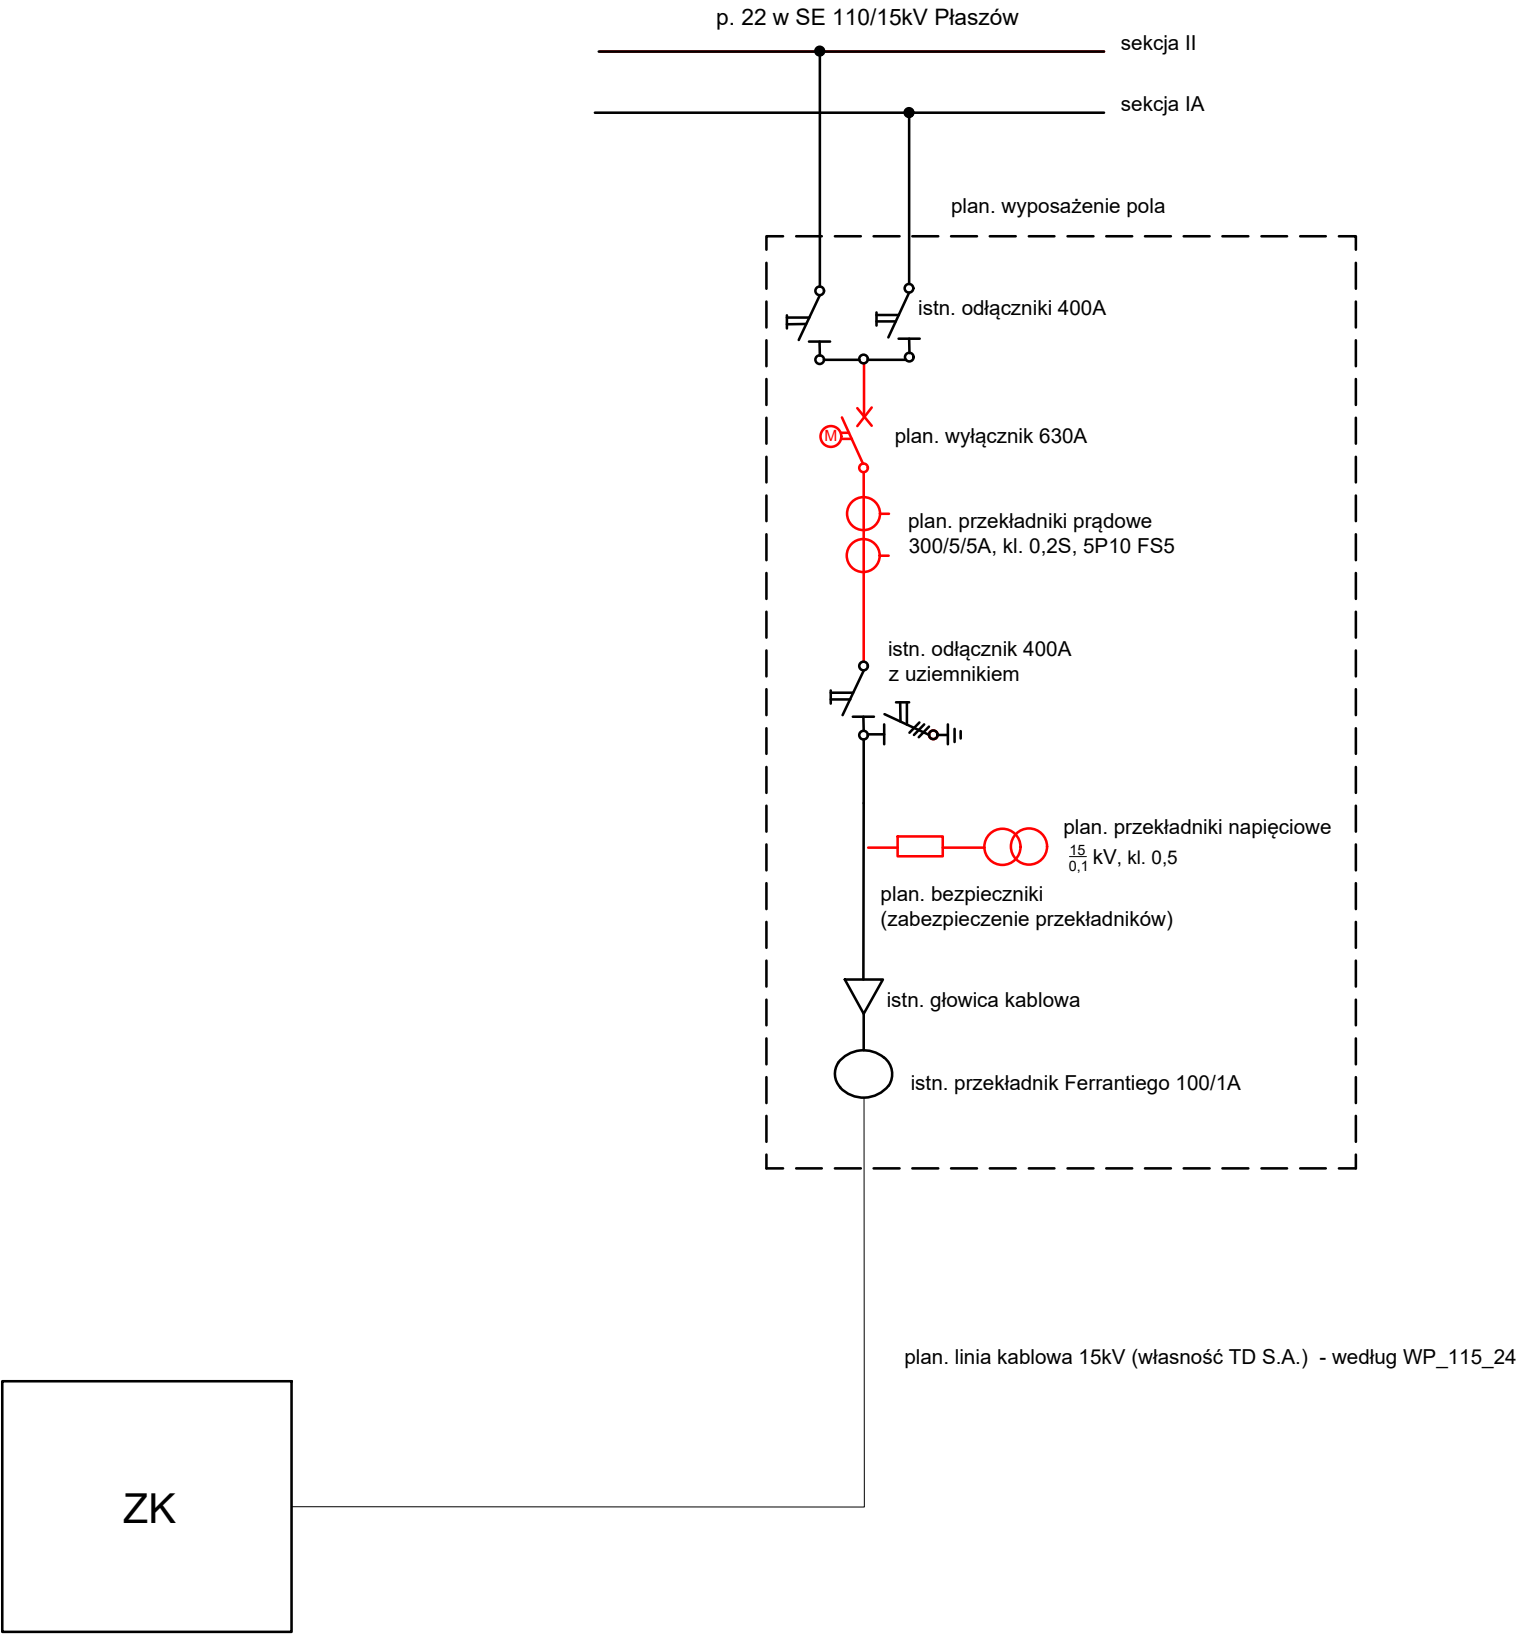 p. 22 w SE 110/15kV Płaszów
sekcja II
sekcja IA
plan. wyposażenie pola
istn. odłączniki 400A
M
plan. wyłącznik 630A
plan. przekładniki prądowe
300/5/5A, kl. 0,2S, 5P10 FS5
istn. odłącznik 400A
z uziemnikiem
plan. przekładniki napięciowe
15/0,1 kV, kl. 0,5
plan. bezpieczniki
(zabezpieczenie przekładników)
istn. głowica kablowa
istn. przekładnik Ferrantiego 100/1A
plan. linia kablowa 15kV (własność TD S.A.) - według WP_115_24
ZK